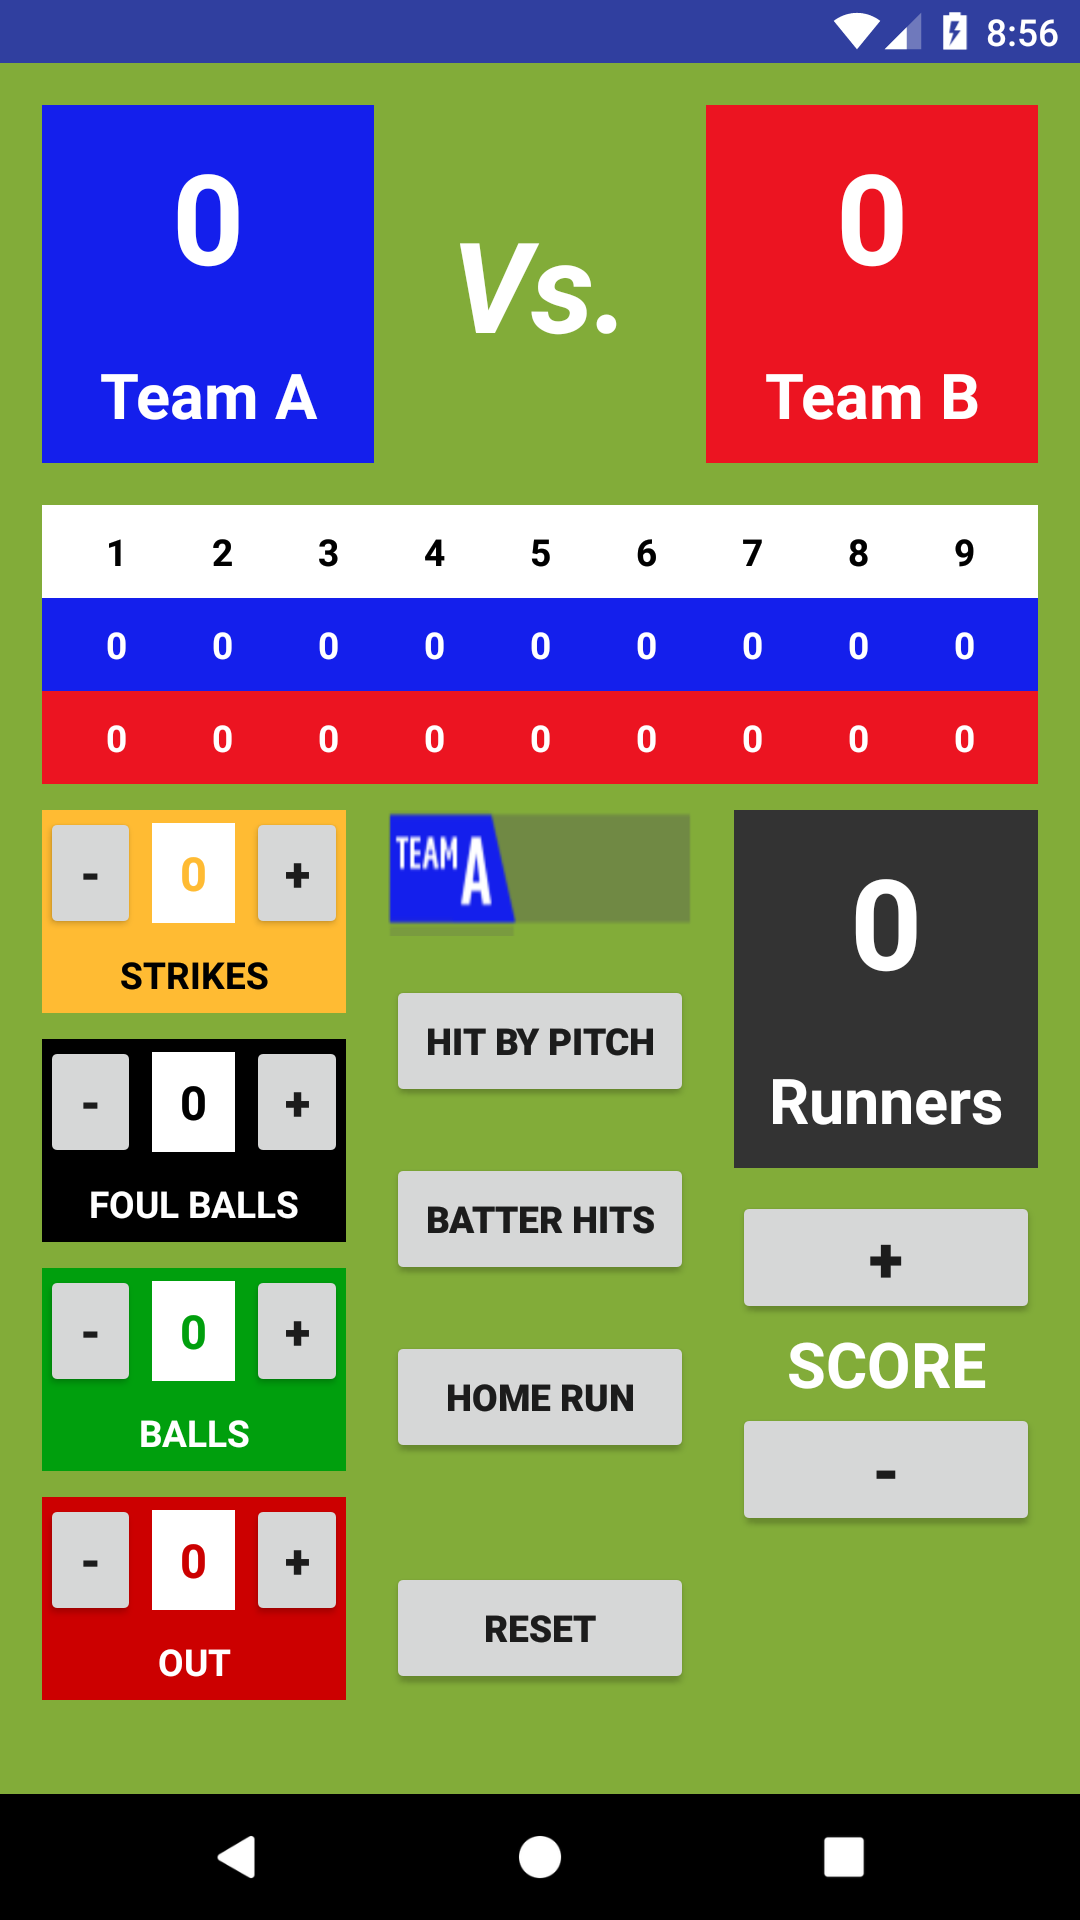 8:56
0
Team A
Vs.
0
Team B
1 2 3 4 5 6 7 8 9
0 0 0 0 0 0 0 0 0
0 0 0 0 0 0 0 0 0
- 0 +
STRIKES
- 0 +
FOUL BALLS
- 0 +
BALLS
- 0 +
OUT
TEAM A
HIT BY PITCH
BATTER HITS
HOME RUN
RESET
0
Runners
+
SCORE
-